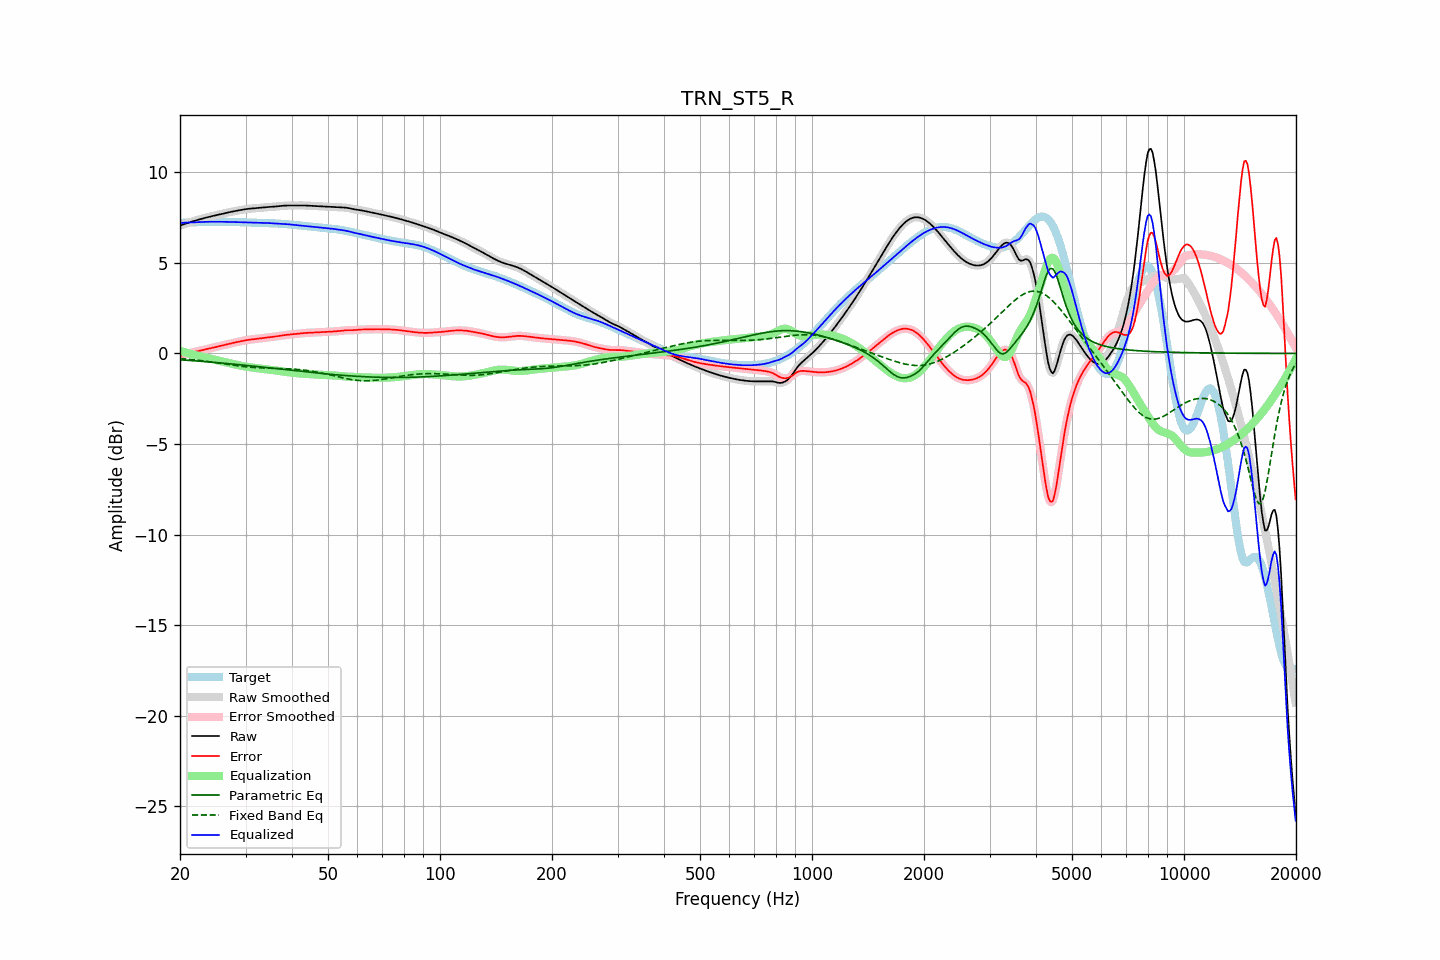 TRN_ST5_R
Amplitude (dBr)
10
5
0
−5
−10
−15
−20
−25
Target
Raw Smoothed
Error Smoothed
Raw
Error
Equalization
Parametric Eq
Fixed Band Eq
Equalized
20 50 100 200 500 1000 2000 5000 10000 20000
Frequency (Hz)